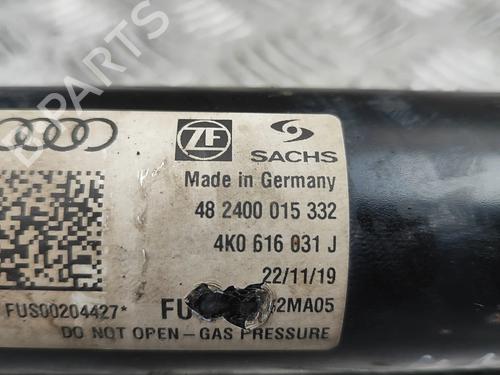 ZF SACHS
Made in Germany
48 2400 015 332
4K0 616 031 J
22/11/19
FUS00204427*
2MA05
DO NOT OPEN-GAS PRESSURE